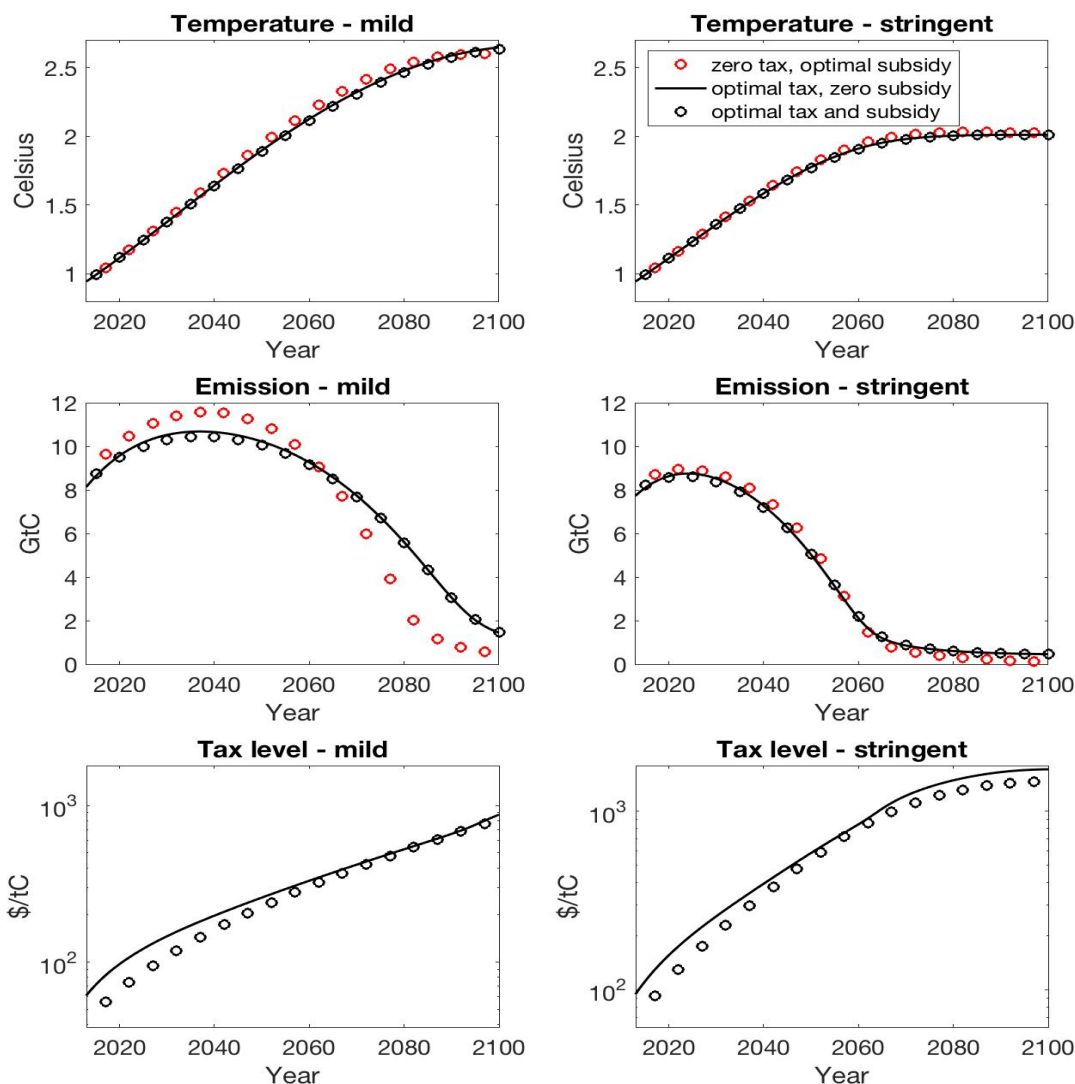 Temperature - mild
Temperature - stringent
Celsius
2.5
2
1.5
1
2020 2040 2060 2080 2100
Year
Celsius
2.5
2
1.5
1
zero tax, optimal subsidy
optimal tax, zero subsidy
optimal tax and subsidy
2020 2040 2060 2080 2100
Year
Emission - mild
Emission - stringent
GtC
12
10
8
6
4
2
0
2020 2040 2060 2080 2100
Year
GtC
12
10
8
6
4
2
0
2020 2040 2060 2080 2100
Year
Tax level - mild
Tax level - stringent
$/tC
10³
10²
2020 2040 2060 2080 2100
Year
$/tC
10³
10²
2020 2040 2060 2080 2100
Year